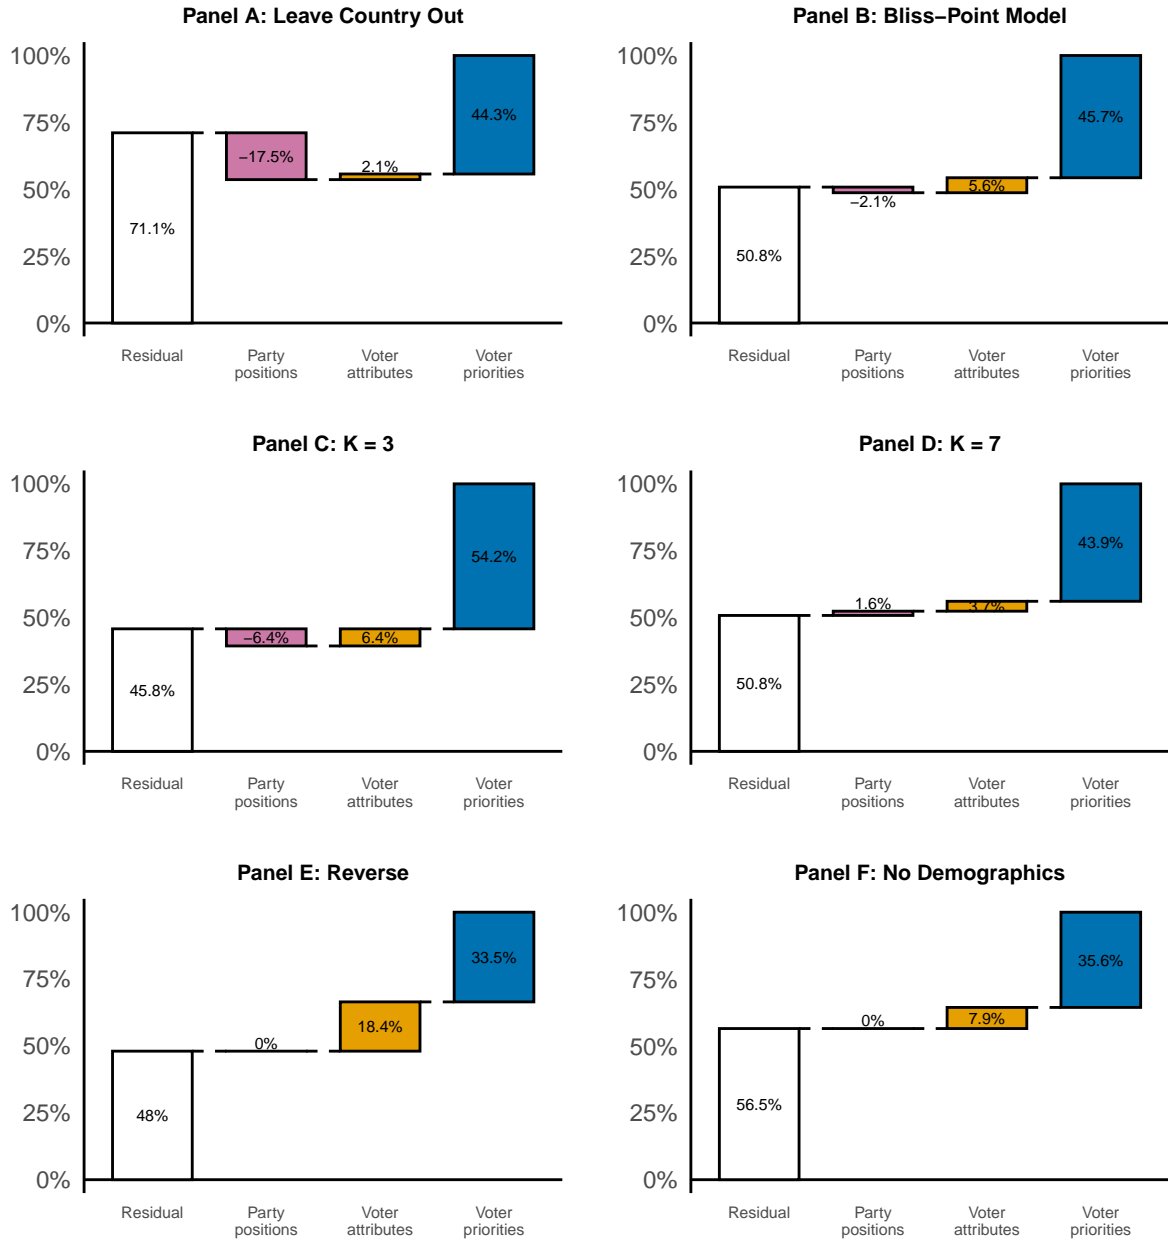 Panel A: Leave Country Out
100%
75%
50%
25%
0%
71.1%
−17.5%
2.1%
44.3%
Residual
Party
positions
Voter
attributes
Voter
priorities
Panel B: Bliss−Point Model
100%
75%
50%
25%
0%
50.8%
−2.1%
5.6%
45.7%
Residual
Party
positions
Voter
attributes
Voter
priorities
Panel C: K = 3
100%
75%
50%
25%
0%
45.8%
−6.4%
6.4%
54.2%
Residual
Party
positions
Voter
attributes
Voter
priorities
Panel D: K = 7
100%
75%
50%
25%
0%
50.8%
1.6%
3.7%
43.9%
Residual
Party
positions
Voter
attributes
Voter
priorities
Panel E: Reverse
100%
75%
50%
25%
0%
48%
0%
18.4%
33.5%
Residual
Party
positions
Voter
attributes
Voter
priorities
Panel F: No Demographics
100%
75%
50%
25%
0%
56.5%
0%
7.9%
35.6%
Residual
Party
positions
Voter
attributes
Voter
priorities